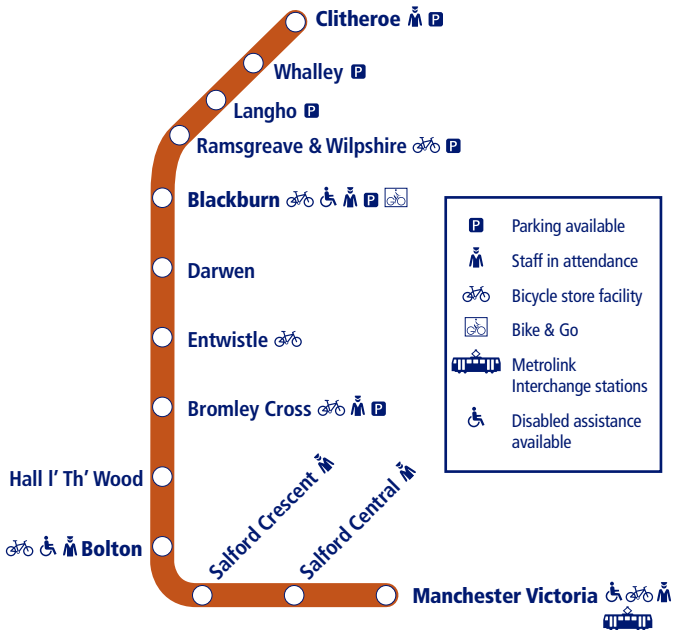 Clitheroe
P
Whalley P
Langho P
Ramsgreave & Wilpshire P
Blackburn P
Darwen
Entwistle
Bromley Cross P
Hall I' Th' Wood
Bolton
Salford Crescent
Salford Central
Manchester Victoria
P Parking available
Staff in attendance
Bicycle store facility
Bike & Go
Metrolink
Interchange stations
Disabled assistance
available